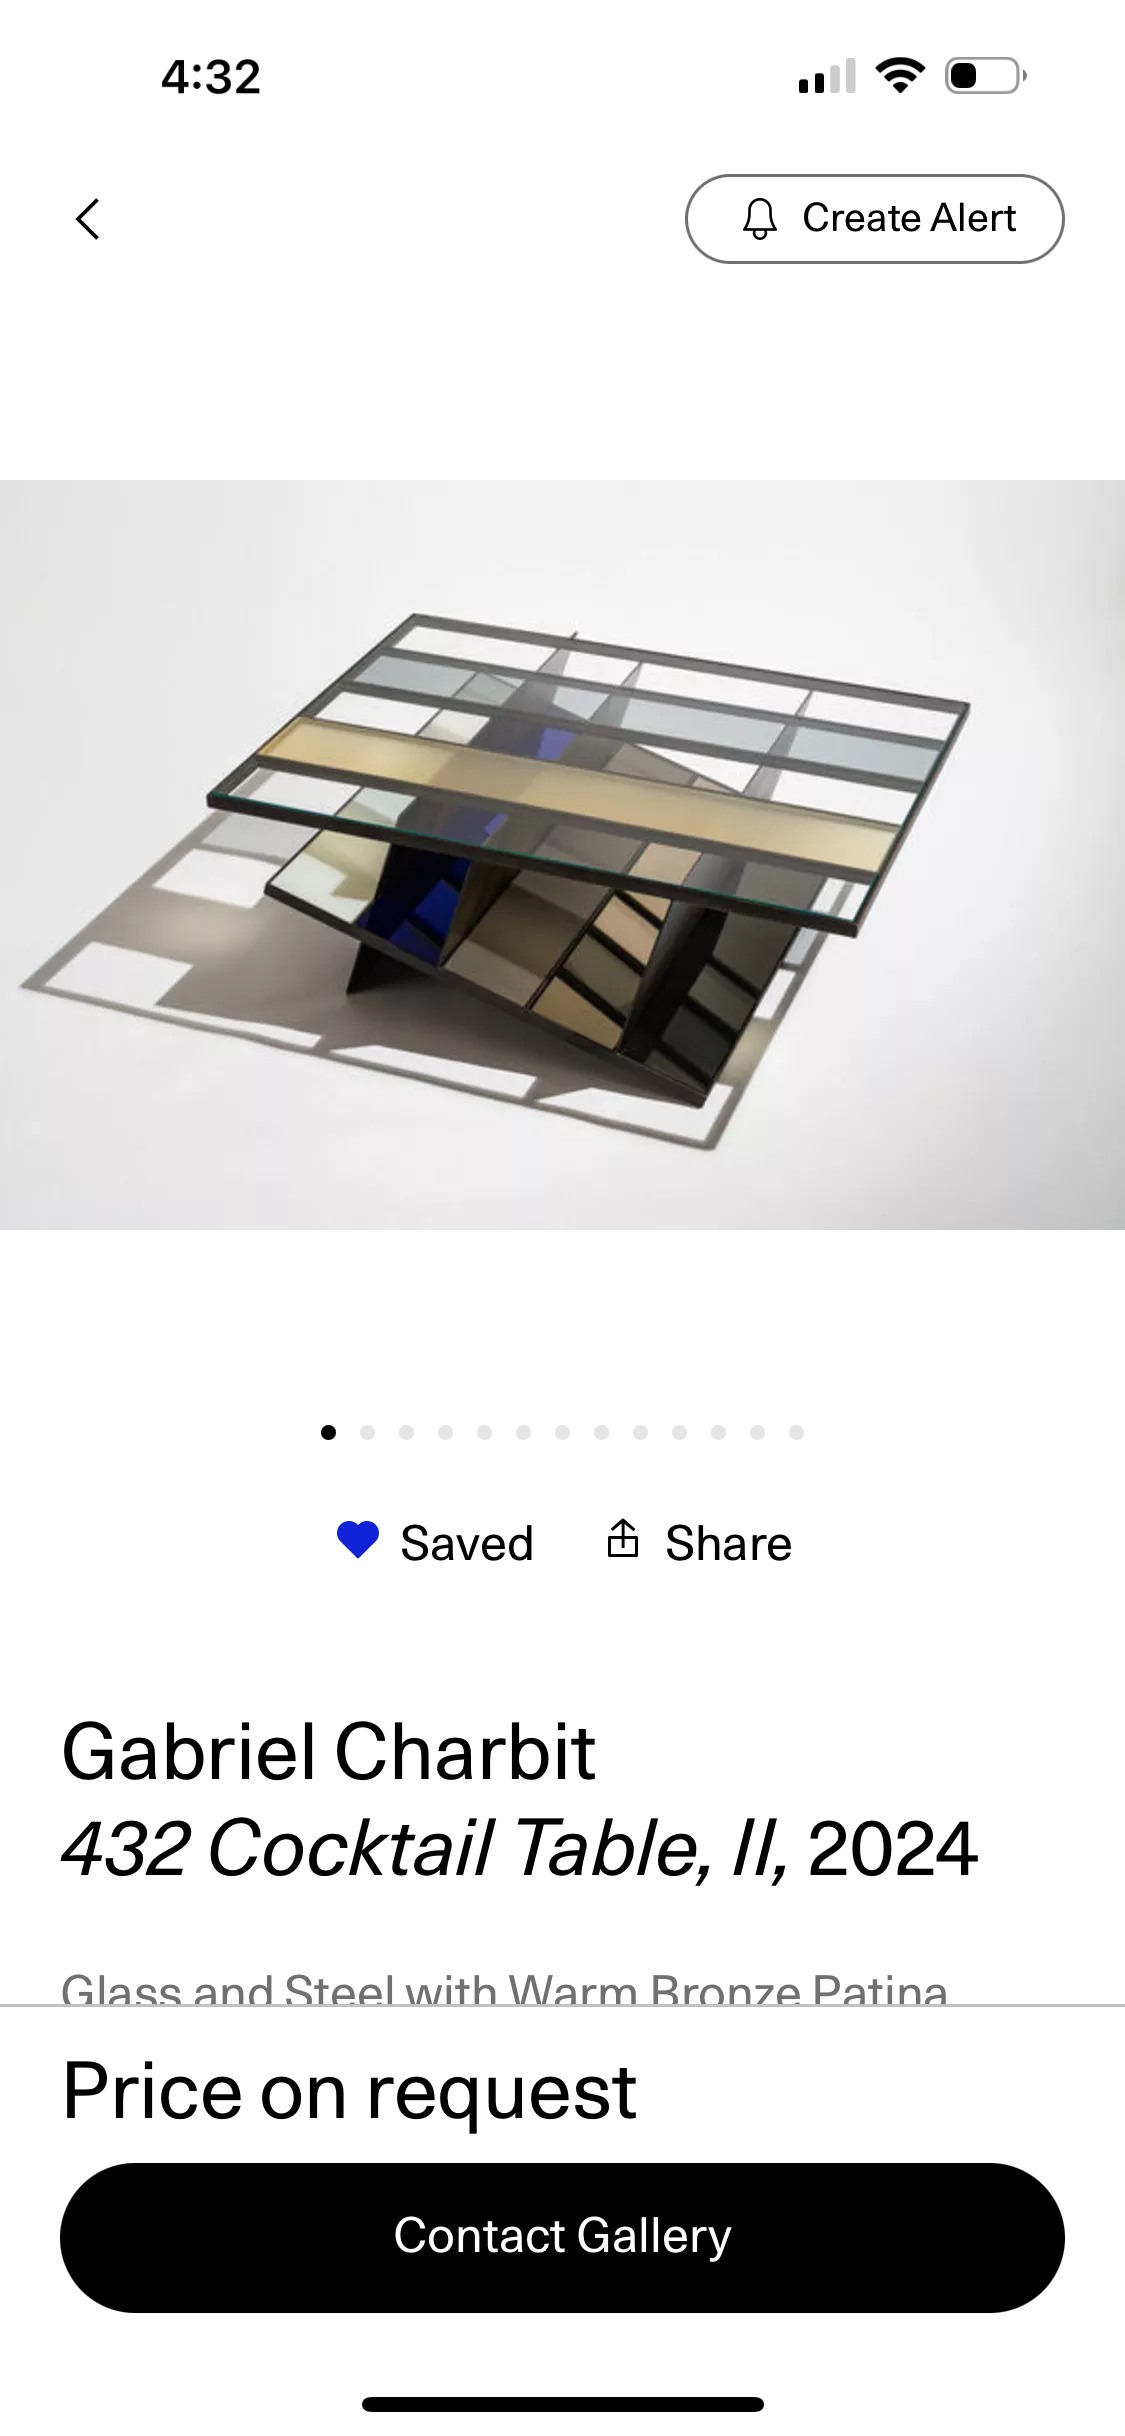 4:32
Create Alert
Saved
Share
Gabriel Charbit
432 Cocktail Table, II, 2024
Glass and Steel with Warm Bronze Patina
Price on request
Contact Gallery